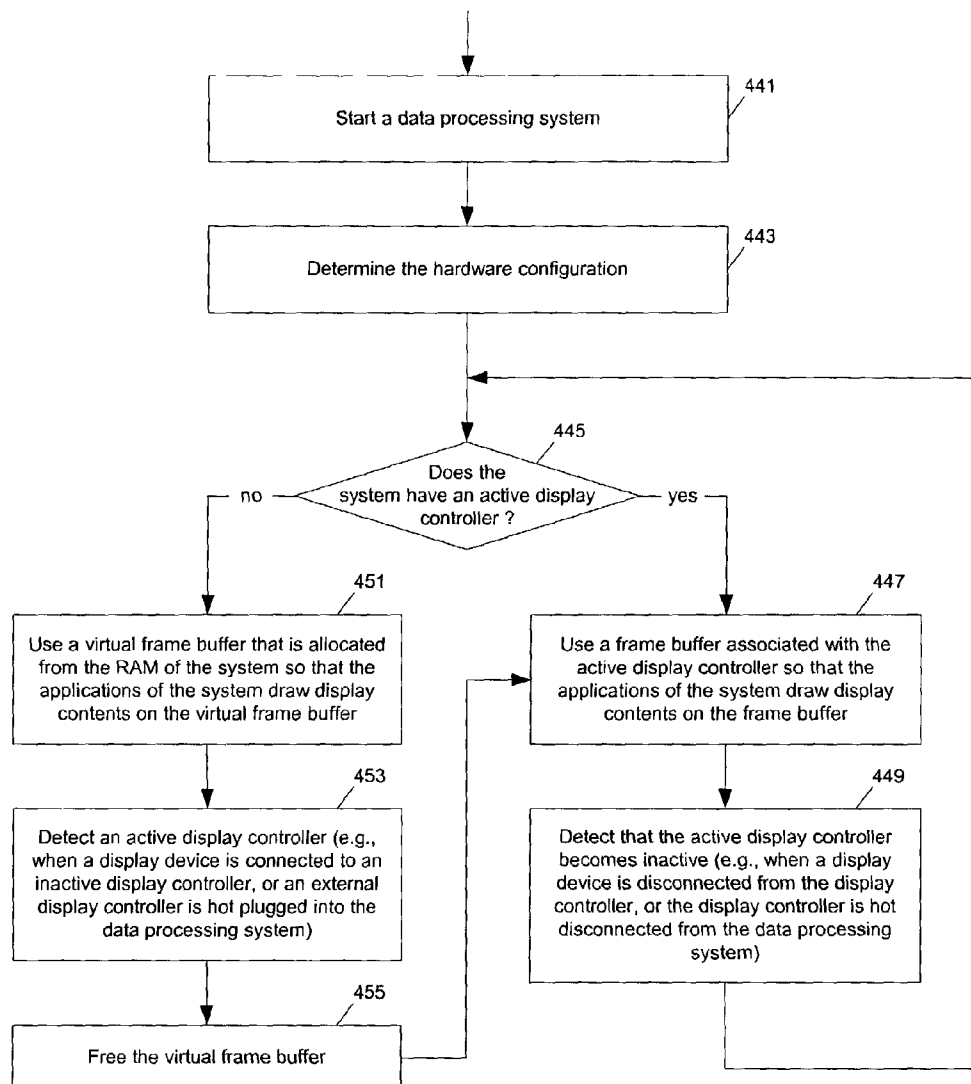 441
Start a data processing system
443
Determine the hardware configuration
445
Does the
system have an active display
controller ?
no
yes
451
Use a virtual frame buffer that is allocated
from the RAM of the system so that the
applications of the system draw display
contents on the virtual frame buffer
447
Use a frame buffer associated with the
active display controller so that the
applications of the system draw display
contents on the frame buffer
453
Detect an active display controller (e.g.,
when a display device is connected to an
inactive display controller, or an external
display controller is hot plugged into the
data processing system)
449
Detect that the active display controller
becomes inactive (e.g., when a display
device is disconnected from the display
controller, or the display controller is hot
disconnected from the data processing
system)
455
Free the virtual frame buffer